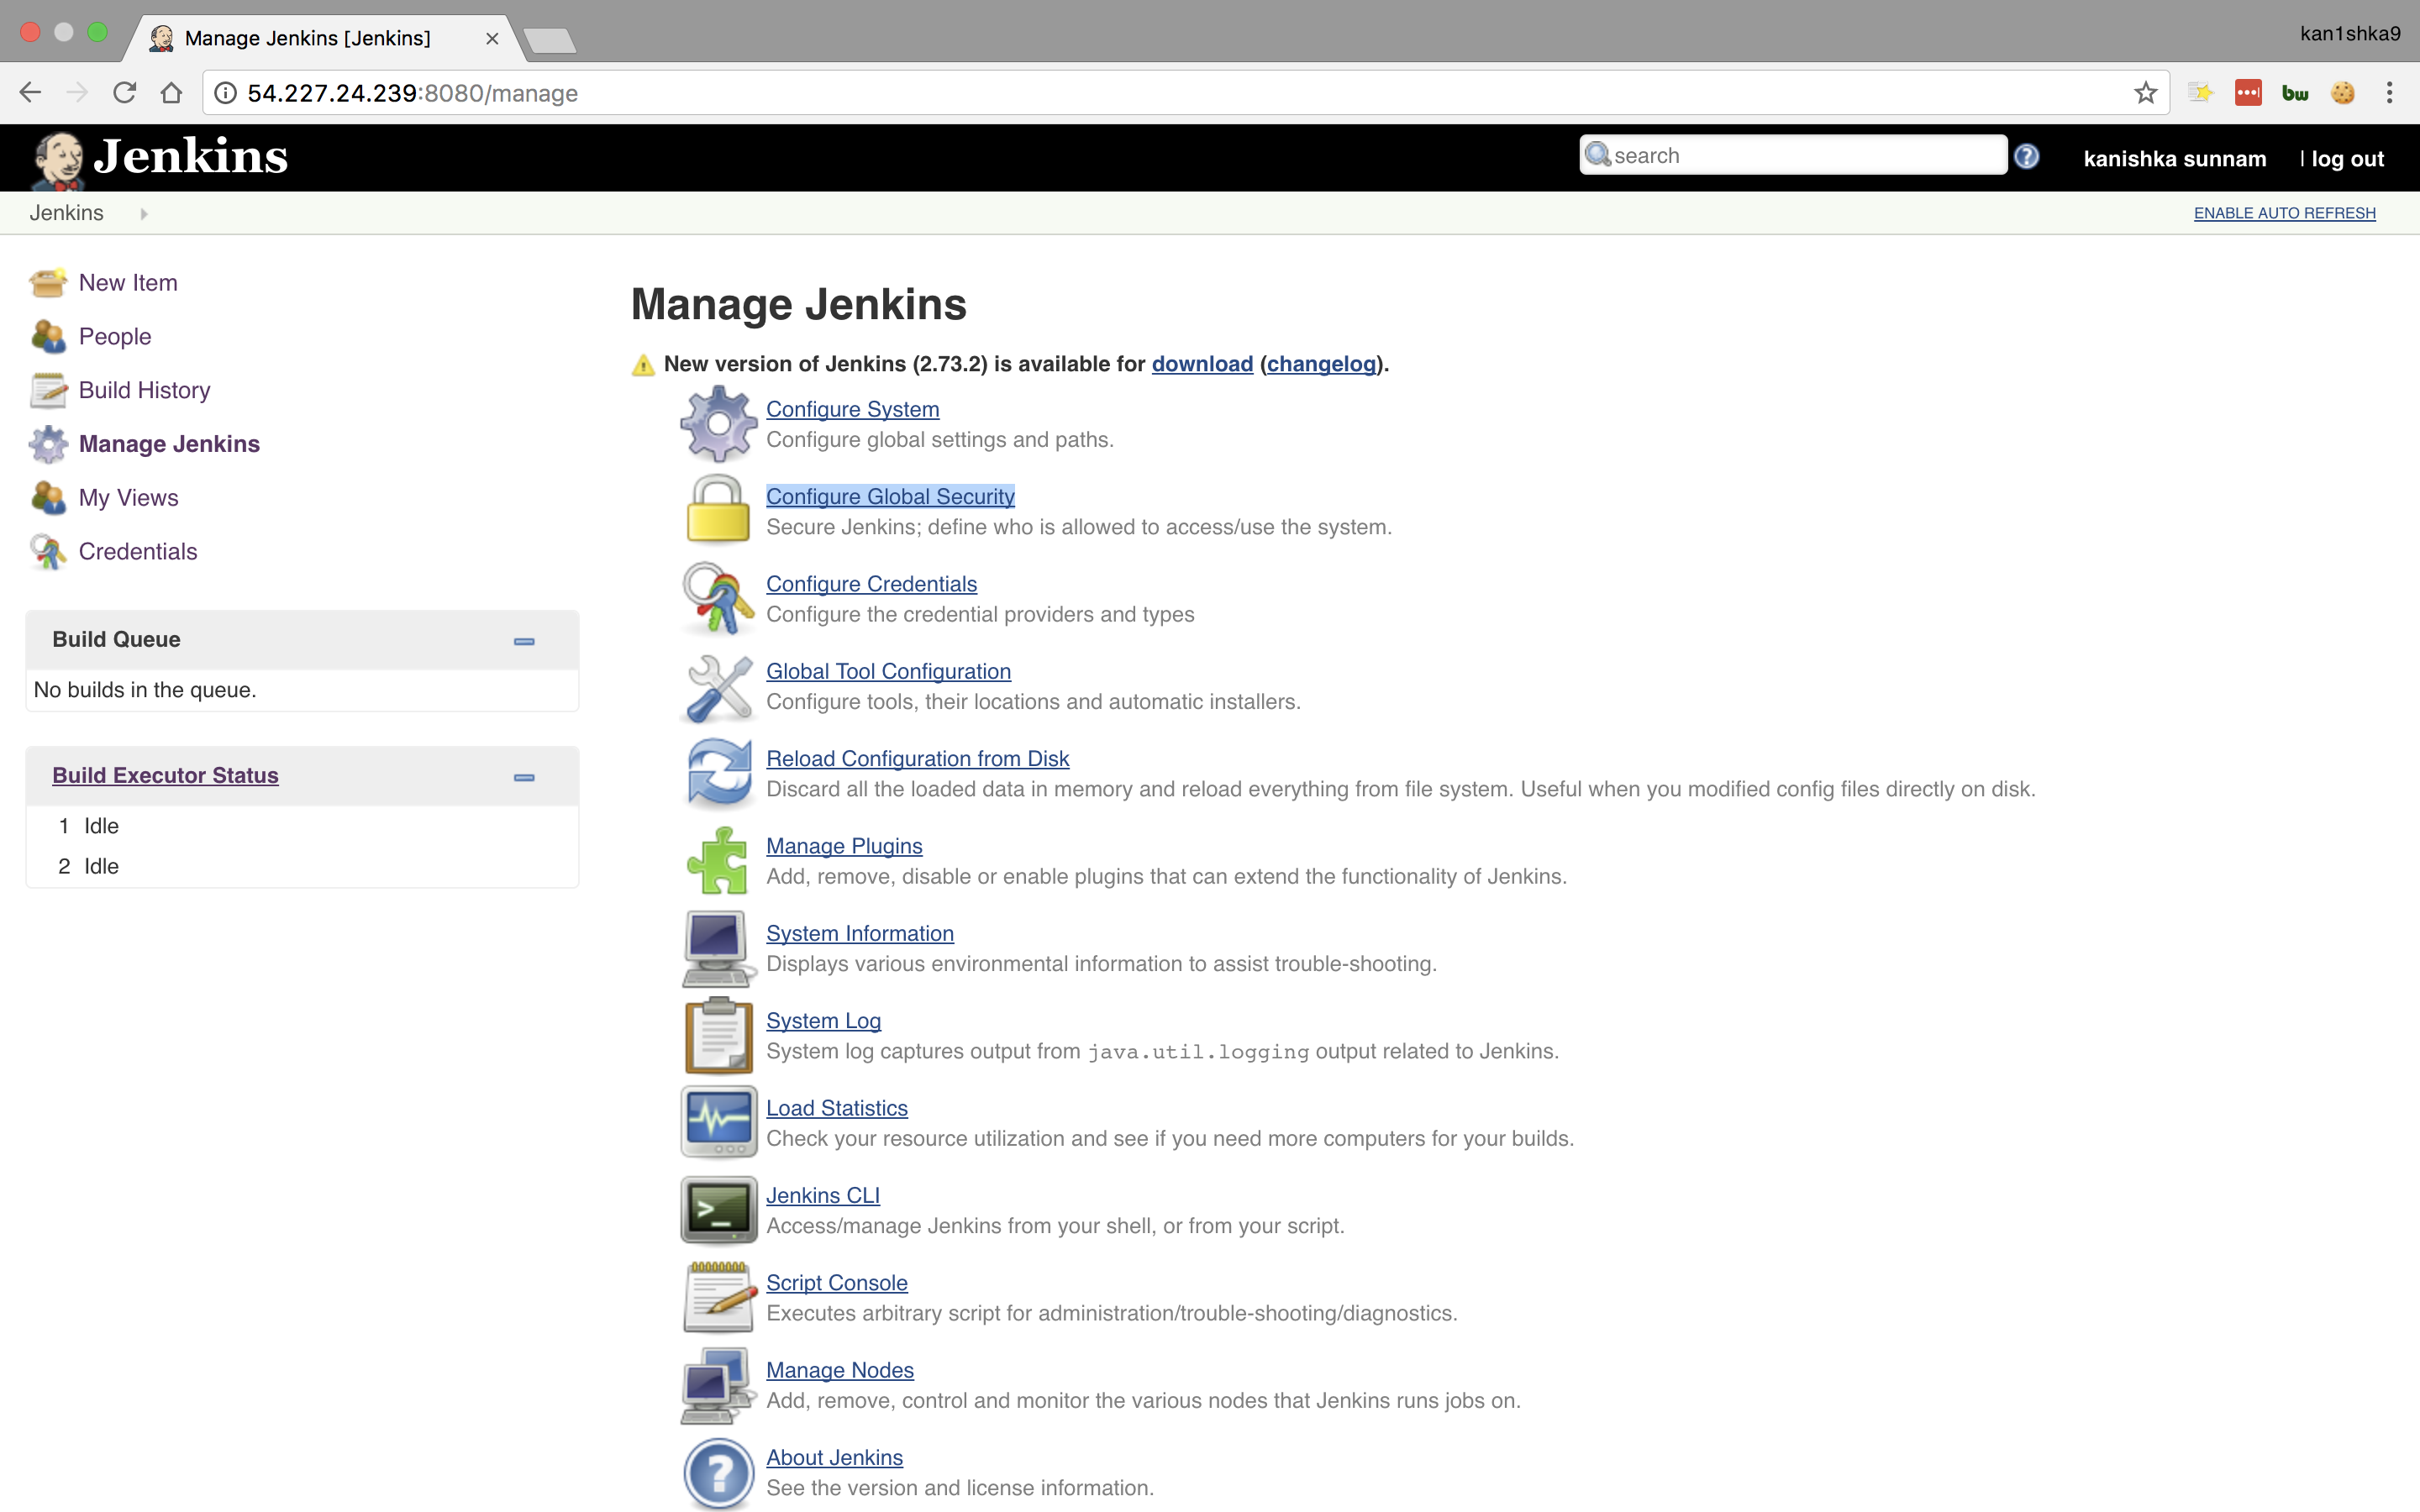 Manage Jenkins [Jenkins]
kan1shka9
54.227.24.239:8080/manage
bw
Jenkins
search
kanishka sunnam
| log out
Jenkins
ENABLE AUTO REFRESH
New Item
People
Build History
Manage Jenkins
My Views
Credentials
Build Queue
No builds in the queue.
Build Executor Status
1 Idle
2 Idle
Manage Jenkins
New version of Jenkins (2.73.2) is available for download (changelog).
Configure System
Configure global settings and paths.
Configure Global Security
Secure Jenkins; define who is allowed to access/use the system.
Configure Credentials
Configure the credential providers and types
Global Tool Configuration
Configure tools, their locations and automatic installers.
Reload Configuration from Disk
Discard all the loaded data in memory and reload everything from file system. Useful when you modified config files directly on disk.
Manage Plugins
Add, remove, disable or enable plugins that can extend the functionality of Jenkins.
System Information
Displays various environmental information to assist trouble-shooting.
System Log
System log captures output from java.util.logging output related to Jenkins.
Load Statistics
Check your resource utilization and see if you need more computers for your builds.
Jenkins CLI
Access/manage Jenkins from your shell, or from your script.
Script Console
Executes arbitrary script for administration/trouble-shooting/diagnostics.
Manage Nodes
Add, remove, control and monitor the various nodes that Jenkins runs jobs on.
About Jenkins
See the version and license information.